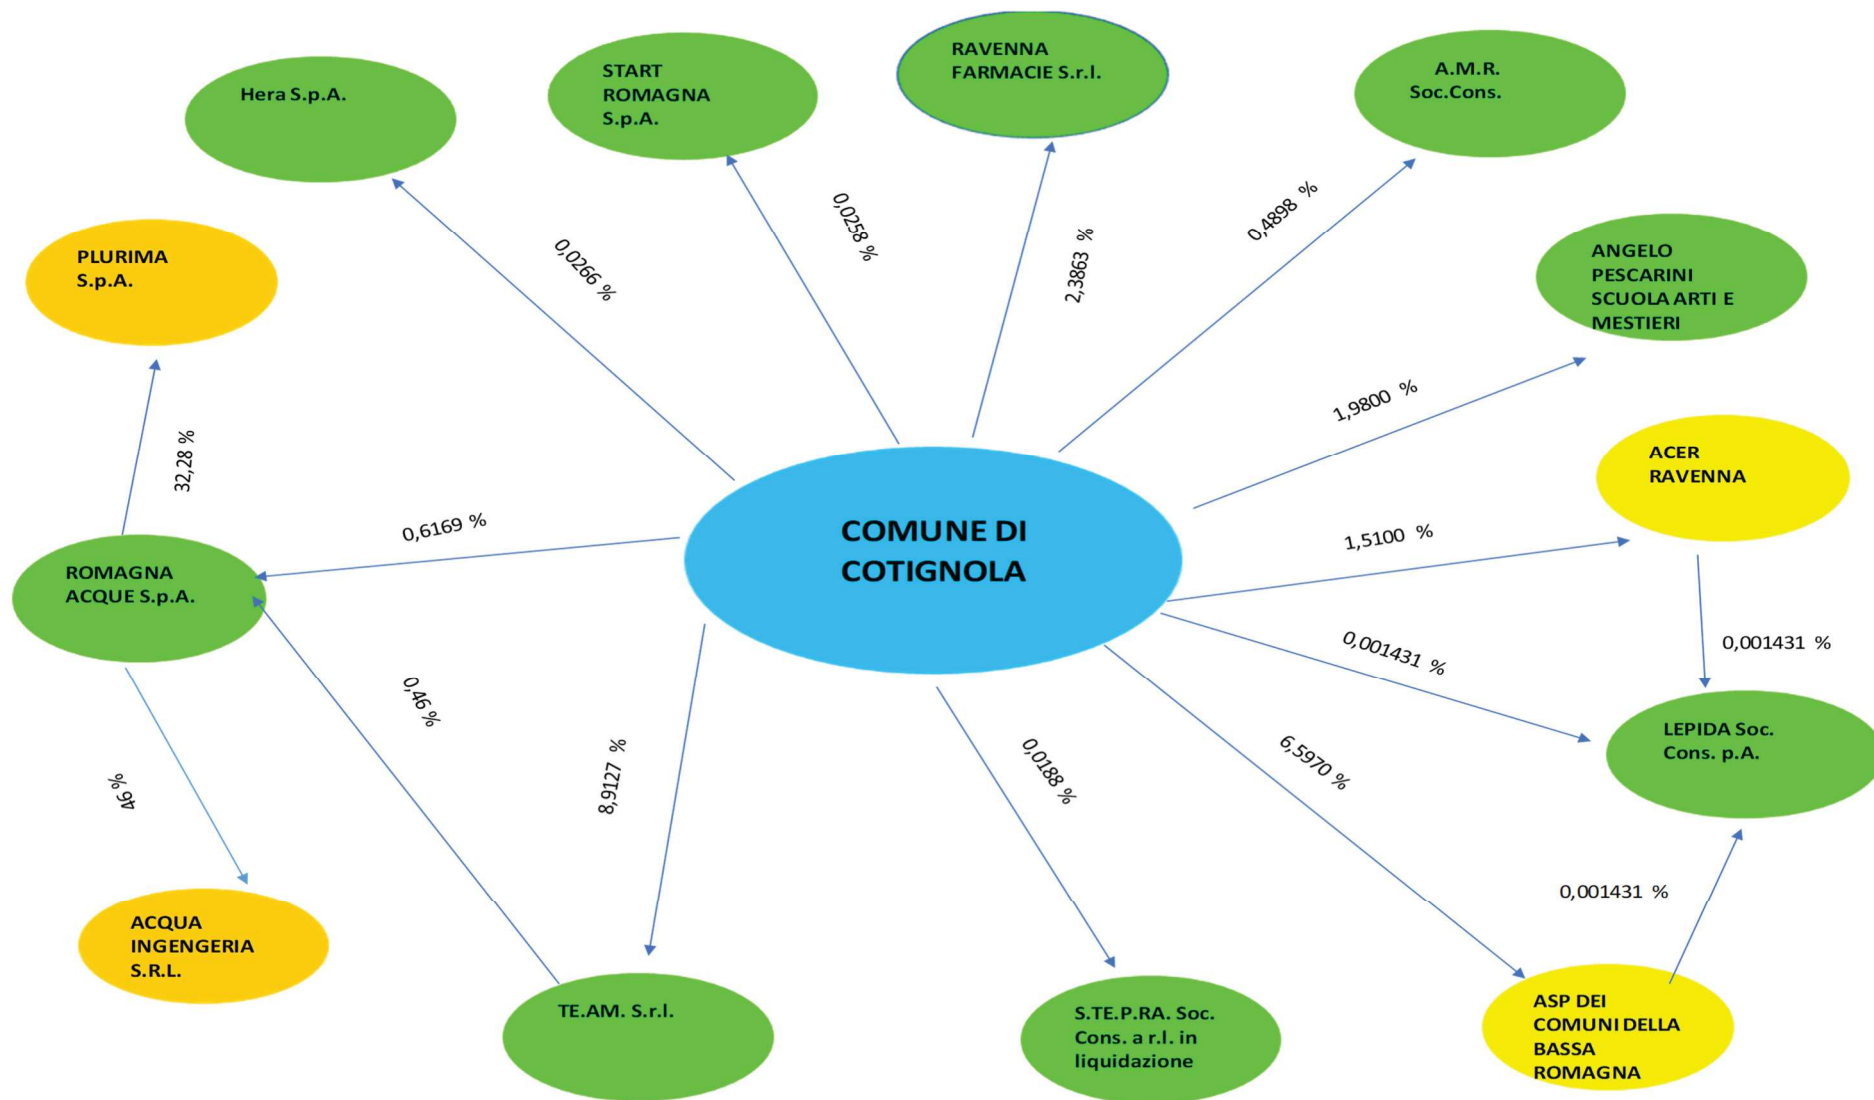 RAVENNA
FARMACIE S.r.l.
START
ROMAGNA
S.p.A.
A.M.R.
Soc.Cons.
Hera S.p.A.
0,0258 %
2,3863 %
0,4898 %
0,0266 %
PLURIMA
S.p.A.
ANGELO
PESCARINI
SCUOLA ARTI E
MESTIERI
1,9800 %
32,28 %
ACER
RAVENNA
0,6169 %
COMUNE DI
COTIGNOLA
1,5100 %
ROMAGNA
ACQUE S.p.A.
0,001431 %
0,001431 %
0,46 %
8,9127 %
0,0188 %
6,5970 %
LEPIDA Soc.
Cons. p.A.
46 %
0,001431 %
ACQUA
INGENGERIA
S.R.L.
TE.AM. S.r.l.
S.TE.P.RA. Soc.
Cons. a r.l. in
liquidazione
ASP DEI
COMUNI DELLA
BASSA
ROMAGNA